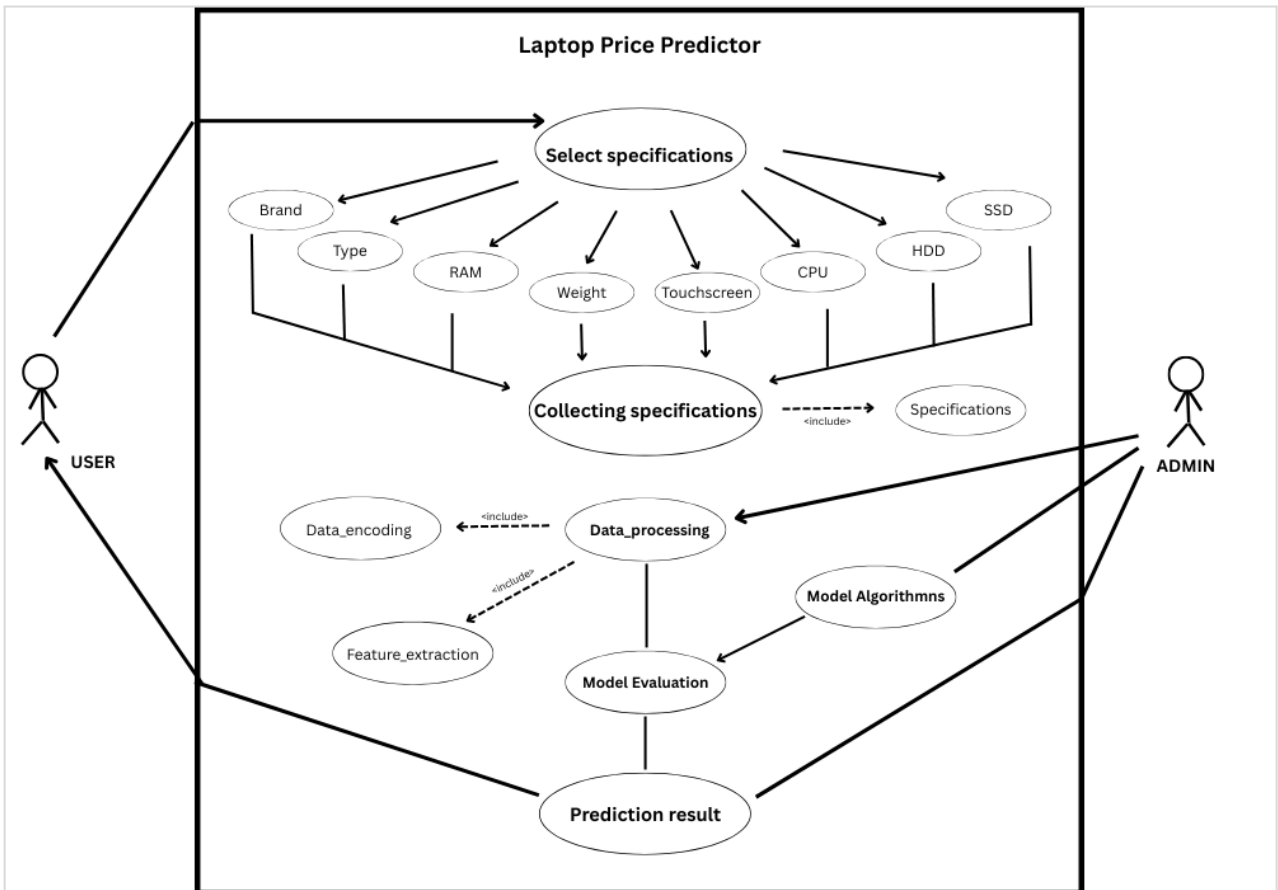 Laptop Price Predictor
Select specifications
Brand
SSD
Type
HDD
RAM
CPU
Weight
Touchscreen
Collecting specifications
Specifications
<include>
USER
ADMIN
Data_encoding
<include>
Data_processing
<include>
Model Algorithmns
Feature_extraction
Model Evaluation
Prediction result